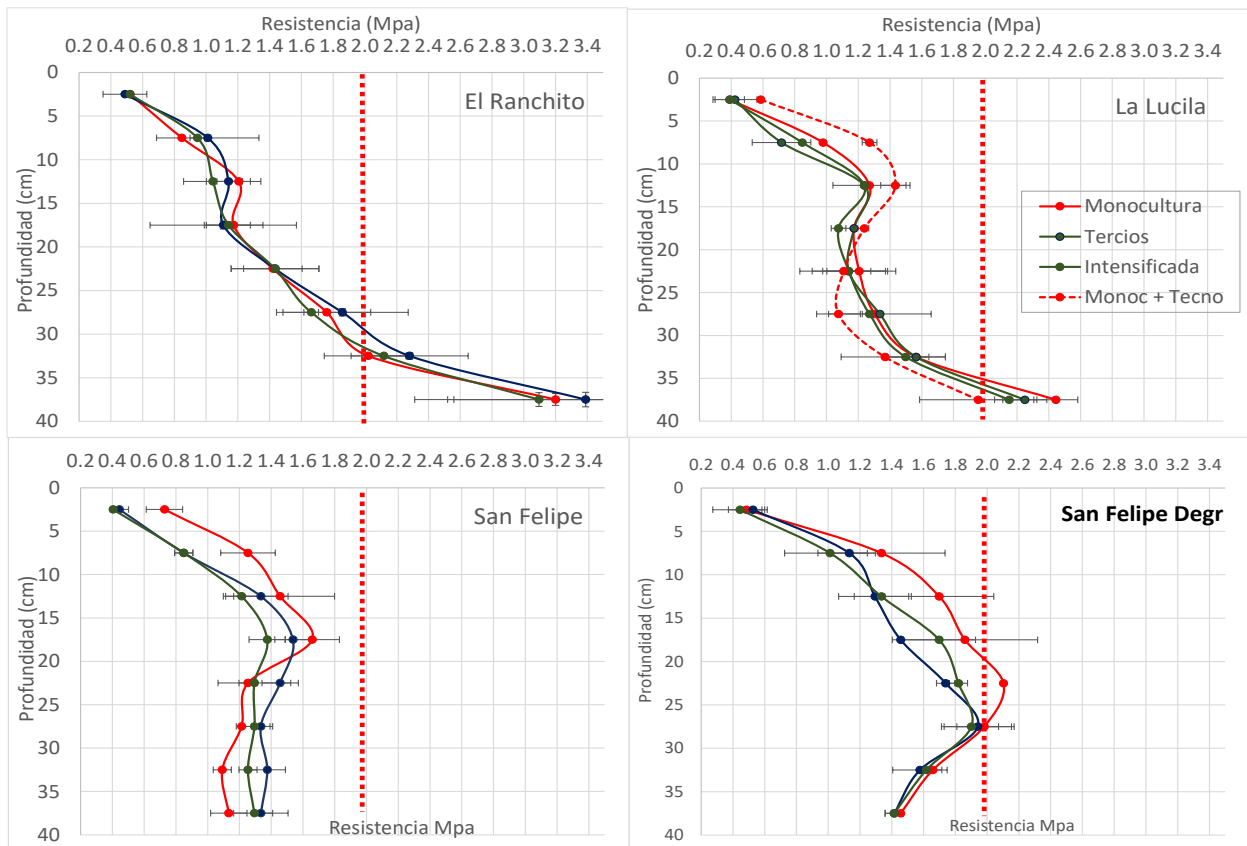 Resistencia (Mpa)
0.2 0.4 0.6 0.8 1.0 1.2 1.4 1.6 1.8 2.0 2.2 2.4 2.6 2.8 3.0 3.2 3.4
0
5
10
15
20
25
30
35
40
Profundidad (cm)
El Ranchito
Resistencia (Mpa)
0.2 0.4 0.6 0.8 1.0 1.2 1.4 1.6 1.8 2.0 2.2 2.4 2.6 2.8 3.0 3.2 3.4
0
5
10
15
20
25
30
35
40
Profundidad (cm)
La Lucila
Monocultura
Tercios
Intensificada
Monoc + Tecno
0.2 0.4 0.6 0.8 1.0 1.2 1.4 1.6 1.8 2.0 2.2 2.4 2.6 2.8 3.0 3.2 3.4
0
5
10
15
20
25
30
35
40
Profundidad (cm)
San Felipe
Resistencia Mpa
0.2 0.4 0.6 0.8 1.0 1.2 1.4 1.6 1.8 2.0 2.2 2.4 2.6 2.8 3.0 3.2 3.4
0
5
10
15
20
25
30
35
40
Profundidad (cm)
San Felipe Degr
Resistencia Mpa